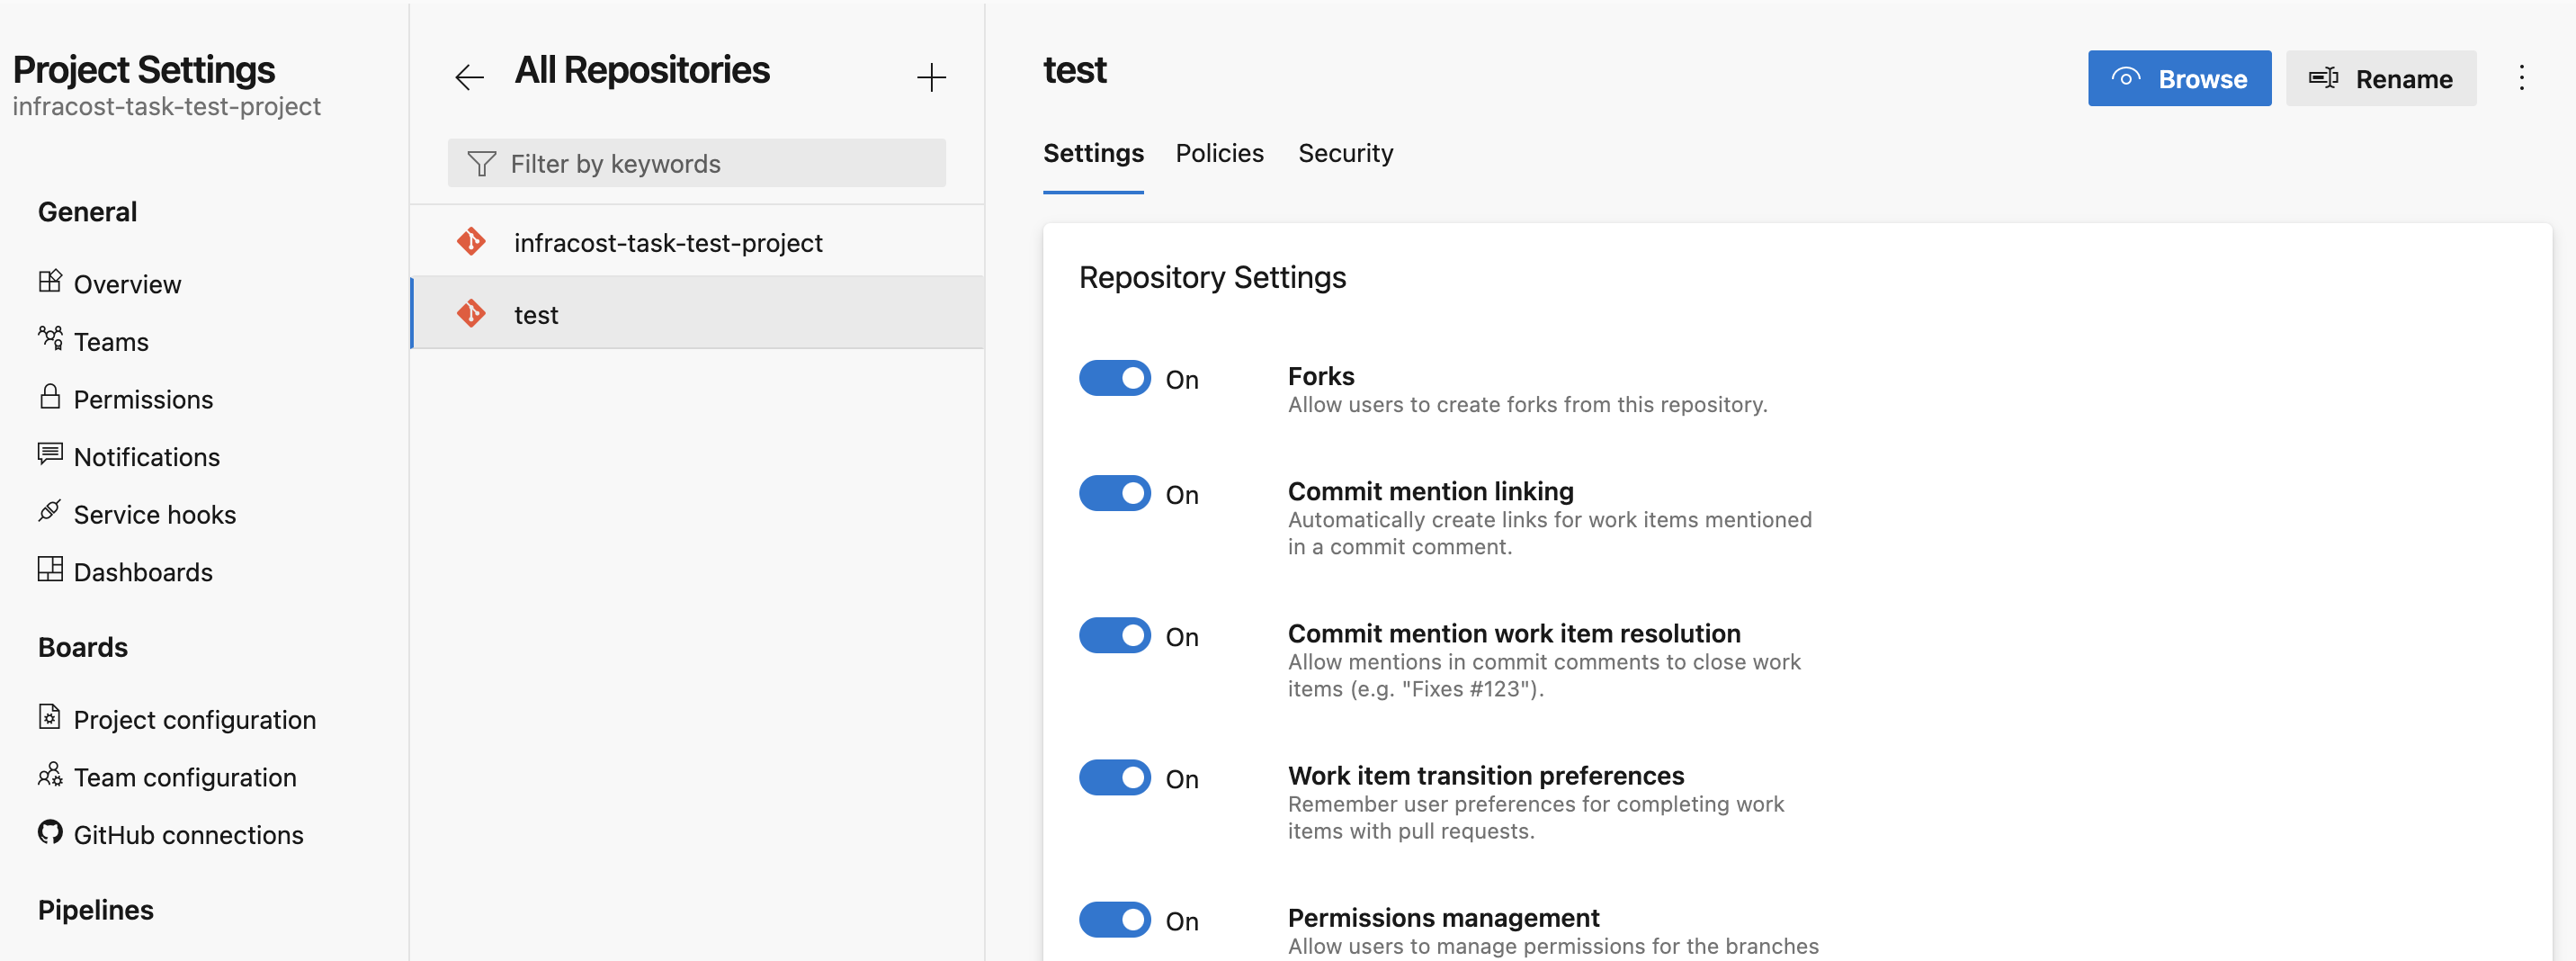 Project Settings
infracost-task-test-project
General
Overview
Teams
Permissions
Notifications
Service hooks
Dashboards
Boards
Project configuration
Team configuration
GitHub connections
Pipelines
All Repositories
Filter by keywords
infracost-task-test-project
test
test
Browse
Rename
Settings Policies Security
Repository Settings
On
Forks
Allow users to create forks from this repository.
On
Commit mention linking
Automatically create links for work items mentioned
in a commit comment.
On
Commit mention work item resolution
Allow mentions in commit comments to close work
items (e.g. "Fixes #123").
On
Work item transition preferences
Remember user preferences for completing work
items with pull requests.
On
Permissions management
Allow users to manage permissions for the branches